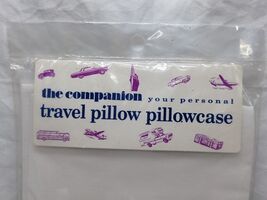 the companion your personal
travel pillow pillowcase